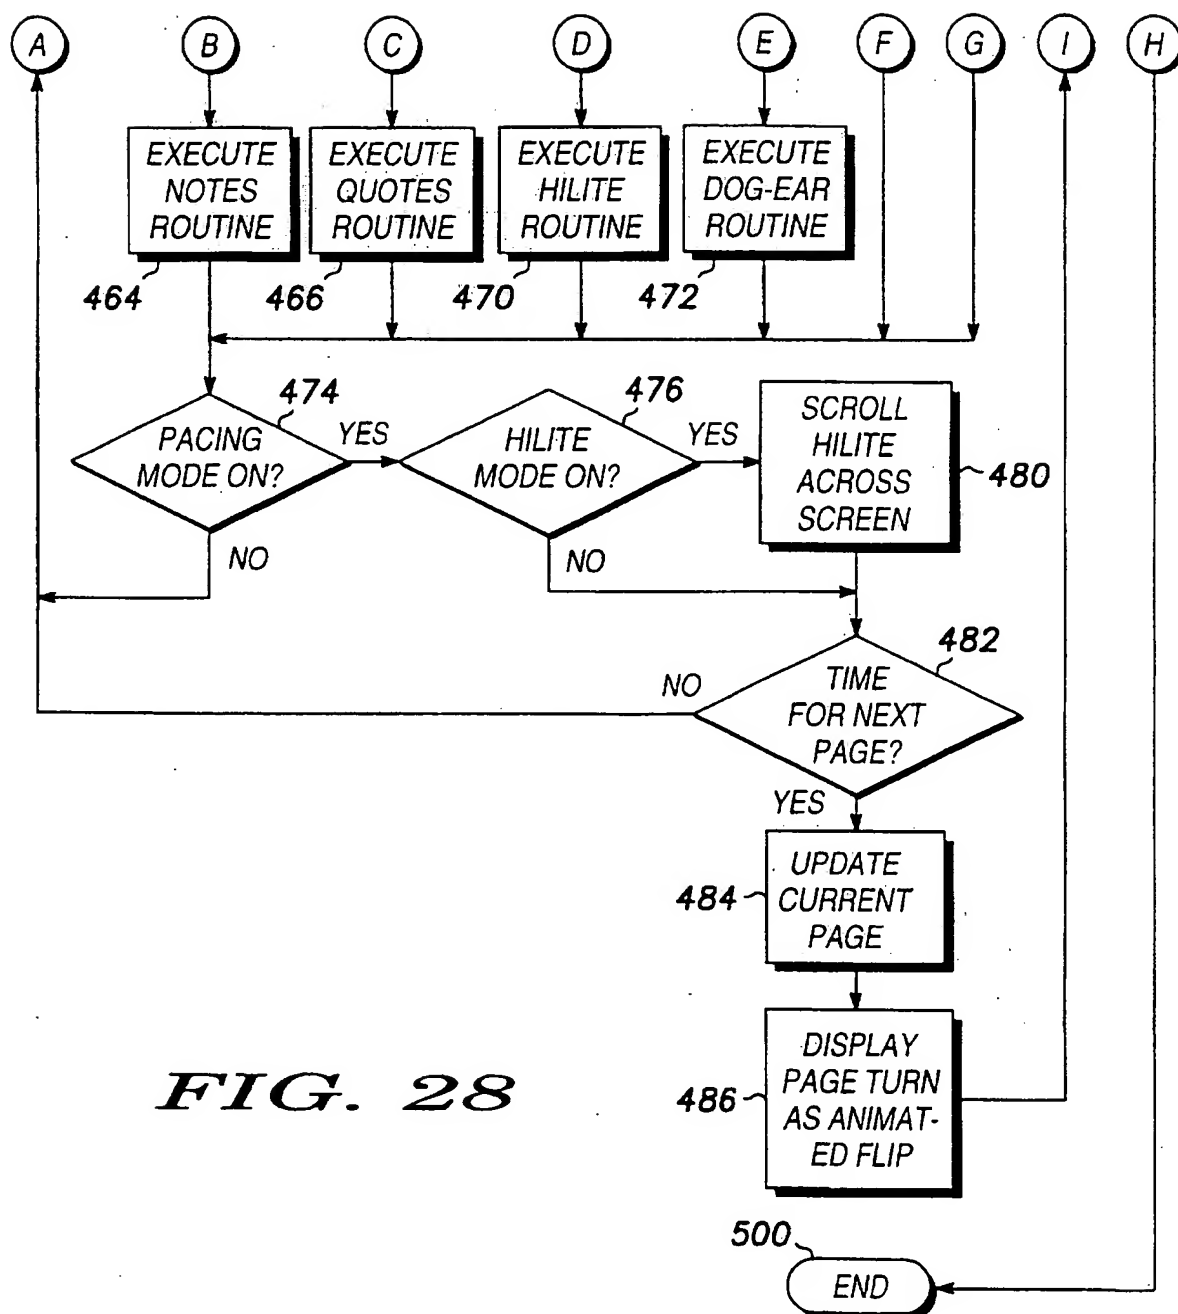 A B C D E F G I H
EXECUTE
NOTES
ROUTINE
464
EXECUTE
QUOTES
ROUTINE
466
EXECUTE
HILITE
ROUTINE
470
EXECUTE
DOG-EAR
ROUTINE
472
PACING
MODE ON?
474
YES
NO
HILITE
MODE ON?
476
YES
NO
SCROLL
HILITE
ACROSS
SCREEN
480
TIME
FOR NEXT
PAGE?
482
NO
YES
UPDATE
CURRENT
PAGE
484
DISPLAY
PAGE TURN
AS ANIMAT-
ED FLIP
486
FIG. 28
500
END